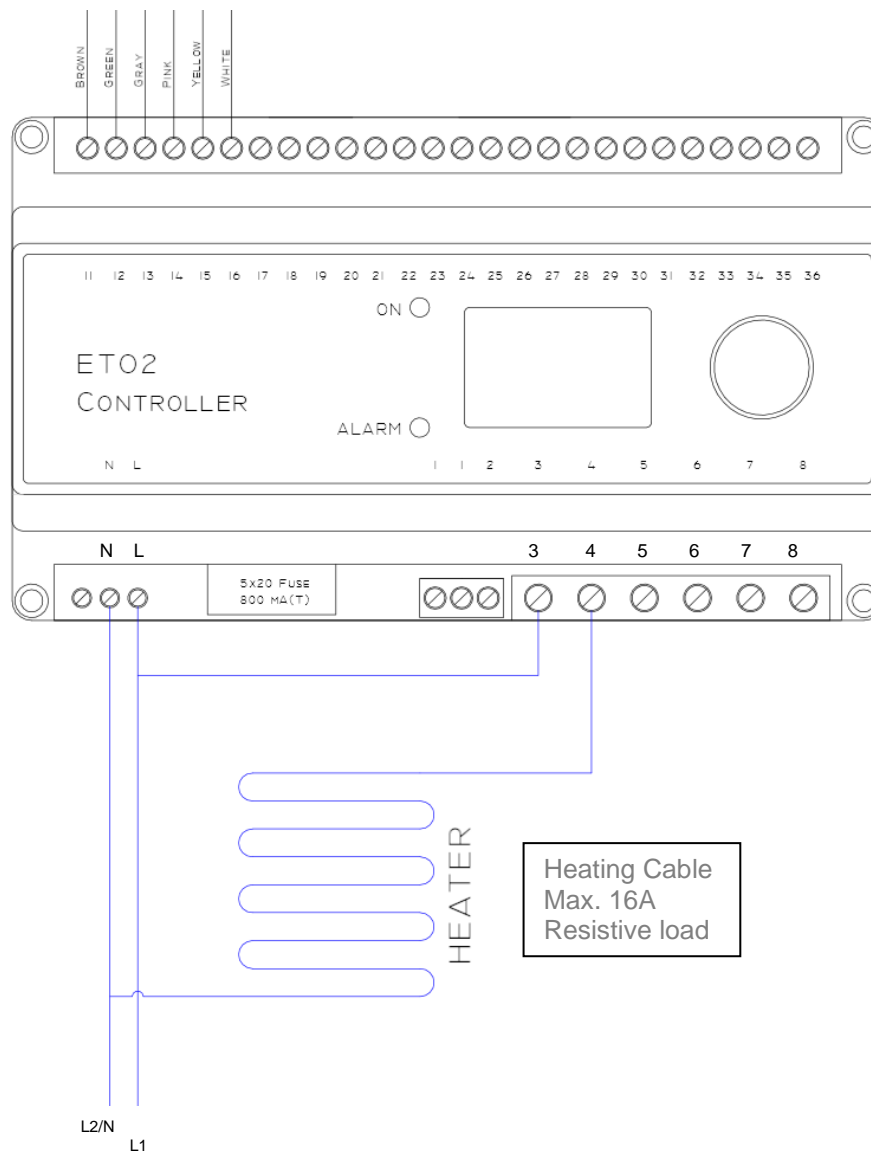 BROWN
GREEN
GRAY
PINK
YELLOW
WHITE
11 12 13 14 15 16 17 18 19 20 21 22 23 24 25 26 27 28 29 30 31 32 33 34 35 36
ON
ETO2
CONTROLLER
ALARM
N L 1 1 2 3 4 5 6 7 8
N L 3 4 5 6 7 8
5x20 FUSE
800 MA(T)
HEATER
Heating Cable
Max. 16A
Resistive load
L2/N
L1